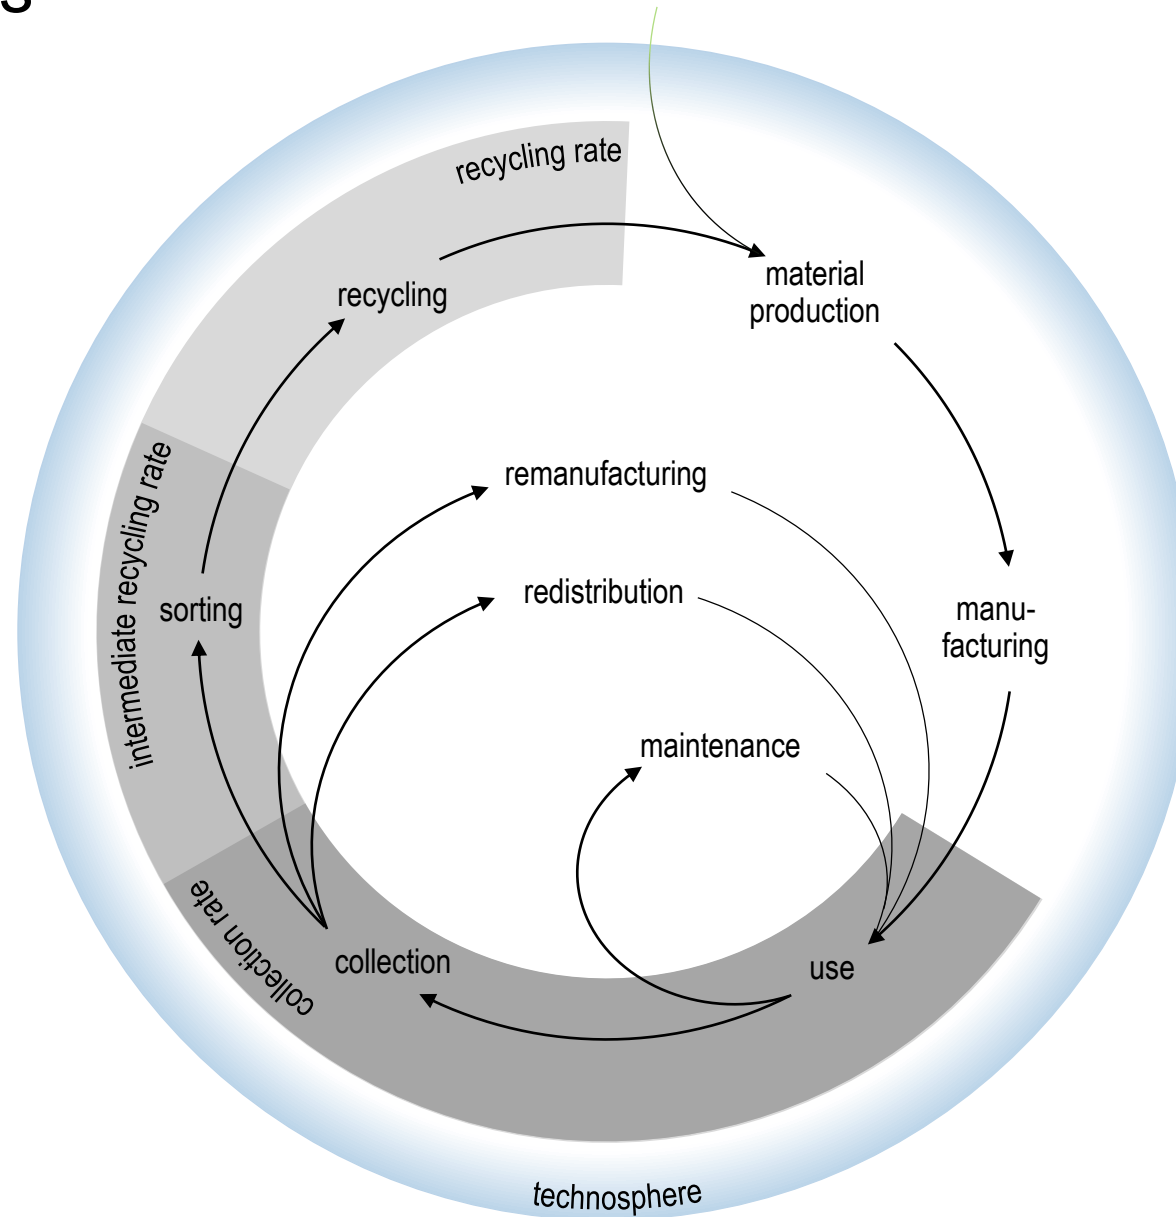 s
recycling rate
recycling
material
production
intermediate recycling rate
remanufacturing
redistribution
sorting
manu-
facturing
maintenance
collection rate
collection
use
technosphere